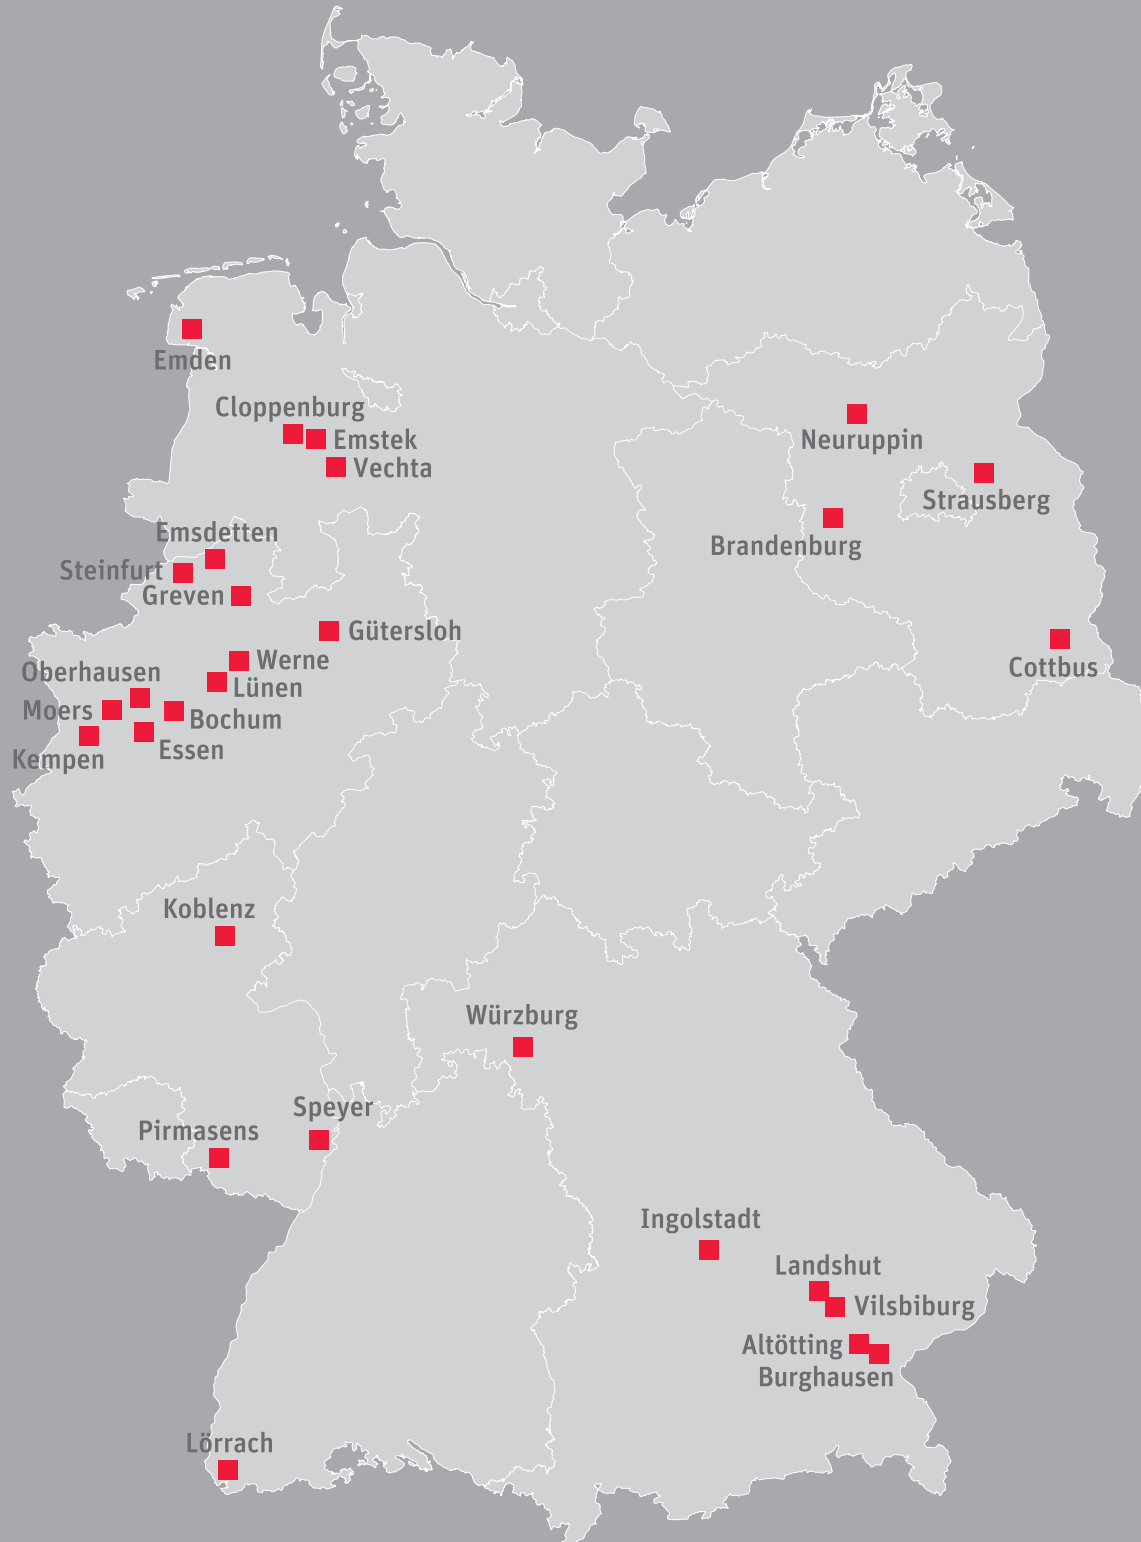 Emden
Cloppenburg
Emstek
Vechta
Neuruppin
Strausberg
Brandenburg
Emsdetten
Steinfurt
Greven
Gütersloh
Werne
Cottbus
Oberhausen
Lünen
Moers
Bochum
Essen
Kempen
Koblenz
Würzburg
Speyer
Pirmasens
Ingolstadt
Landshut
Vilsbiburg
Altötting
Burghausen
Lörrach